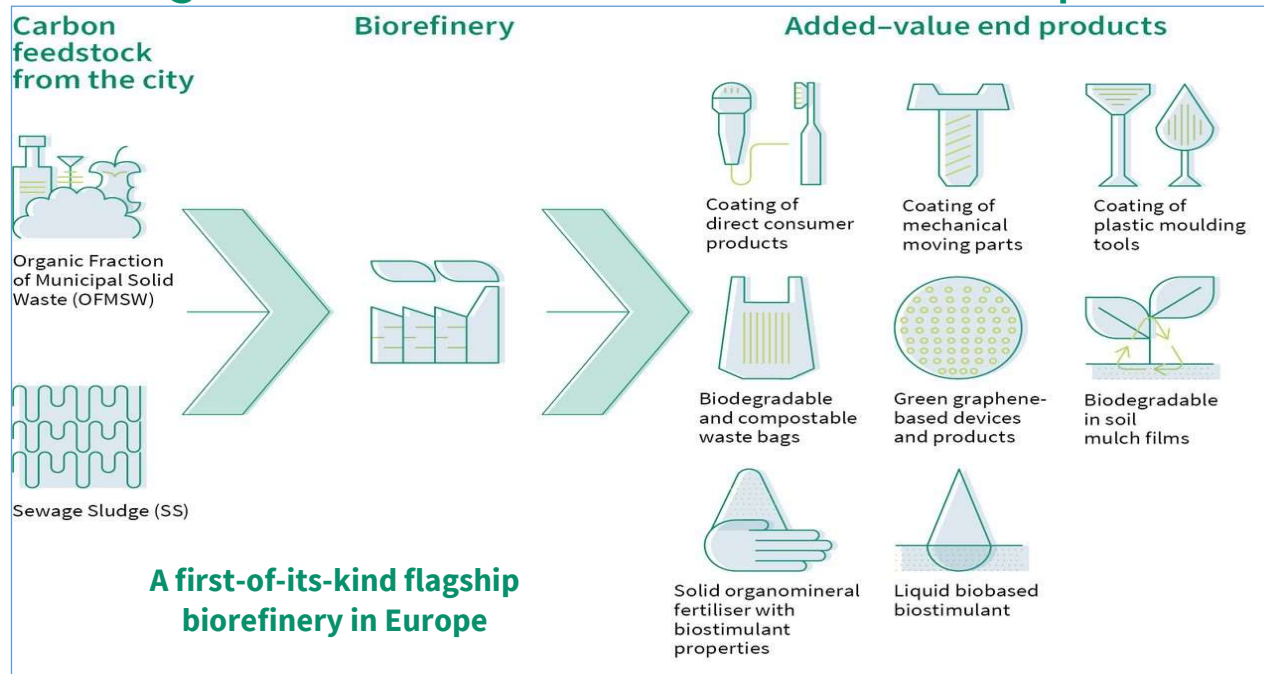 Carbon
feedstock
from the city
Biorefinery
Added–value end products
Organic Fraction
of Municipal Solid
Waste (OFMSW)
Sewage Sludge (SS)
Coating of
direct consumer
products
Coating of
mechanical
moving parts
Coating of
plastic moulding
tools
Biodegradable
and compostable
waste bags
Green graphene-
based devices
and products
Biodegradable
in soil
mulch films
Solid organomineral
fertiliser with
biostimulant
properties
Liquid biobased
biostimulant
A first-of-its-kind flagship
biorefinery in Europe